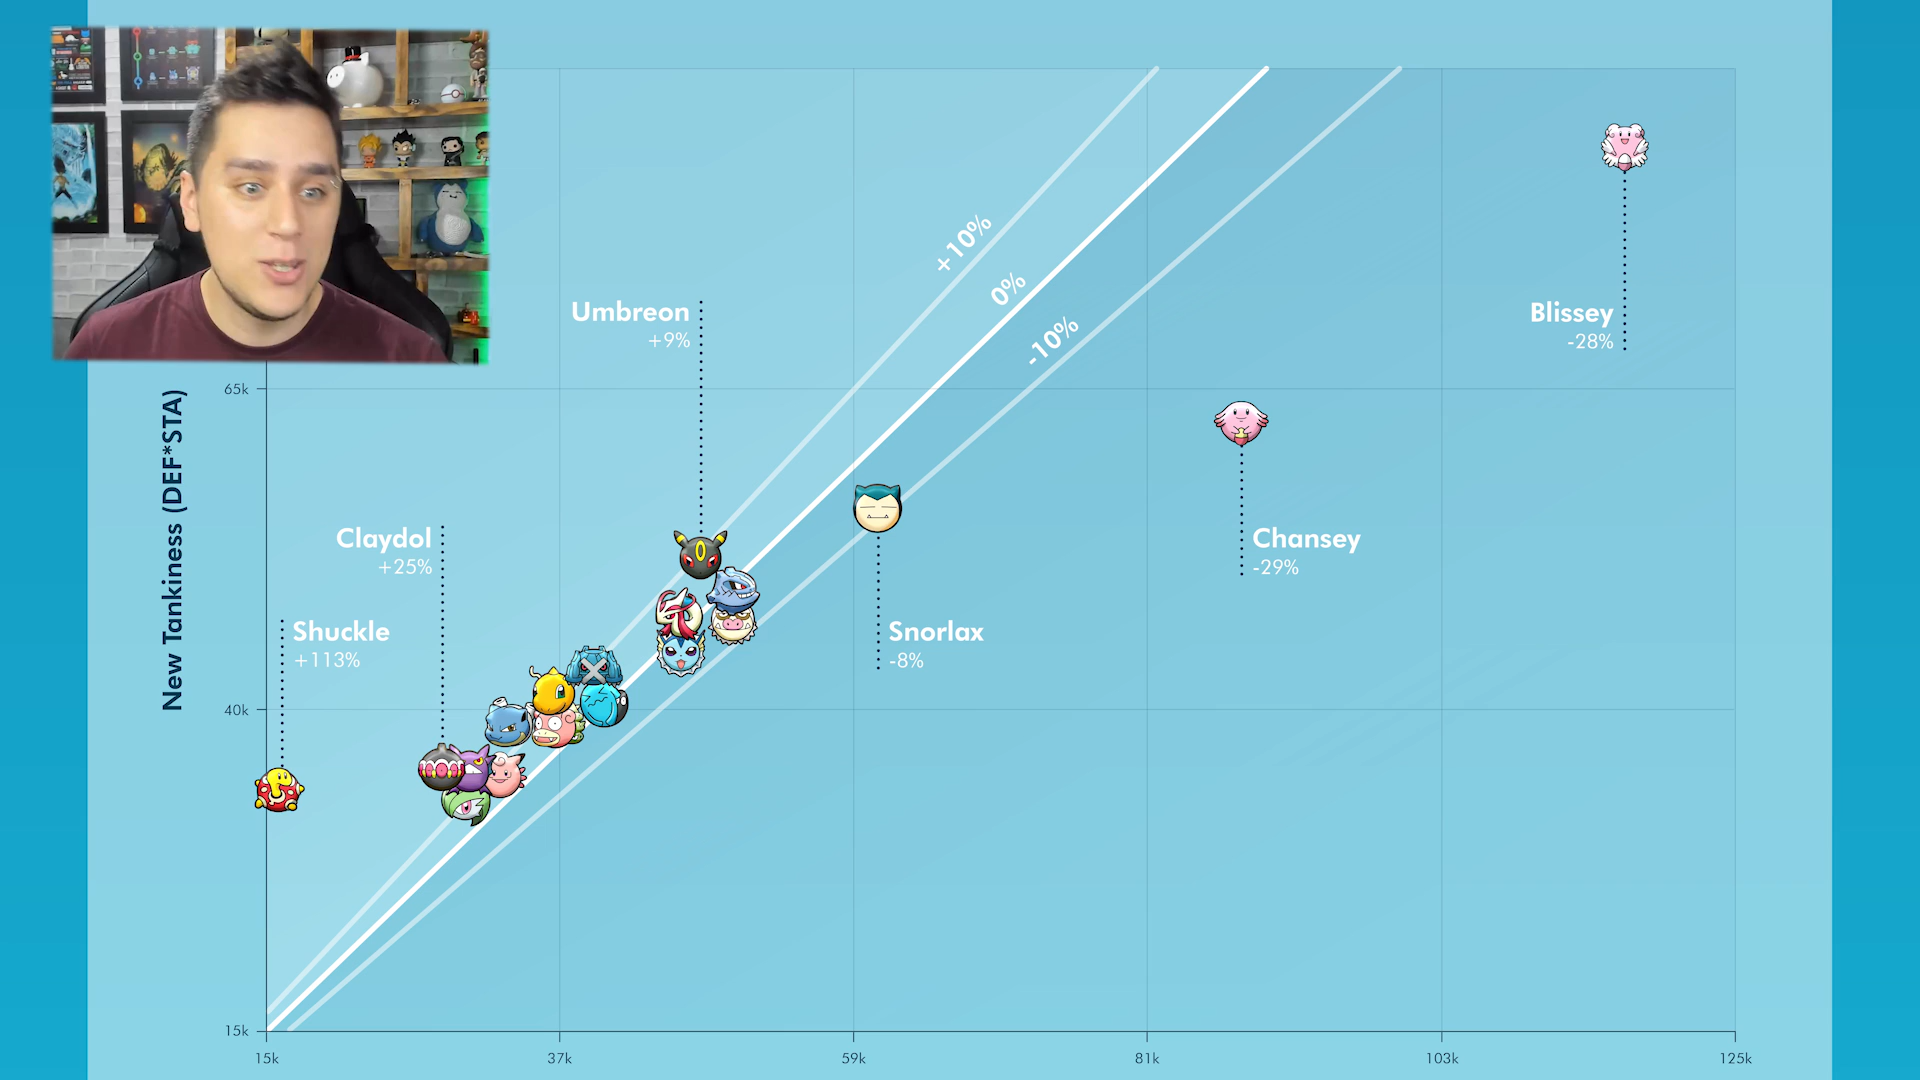 +10%
0%
-10%
Umbreon
+9%
Blissey
-28%
65k
New Tankiness (DEF*STA)
Claydol
+25%
Chansey
-29%
Shuckle
+113%
Snorlax
-8%
40k
15k
15k
37k
59k
81k
103k
125k